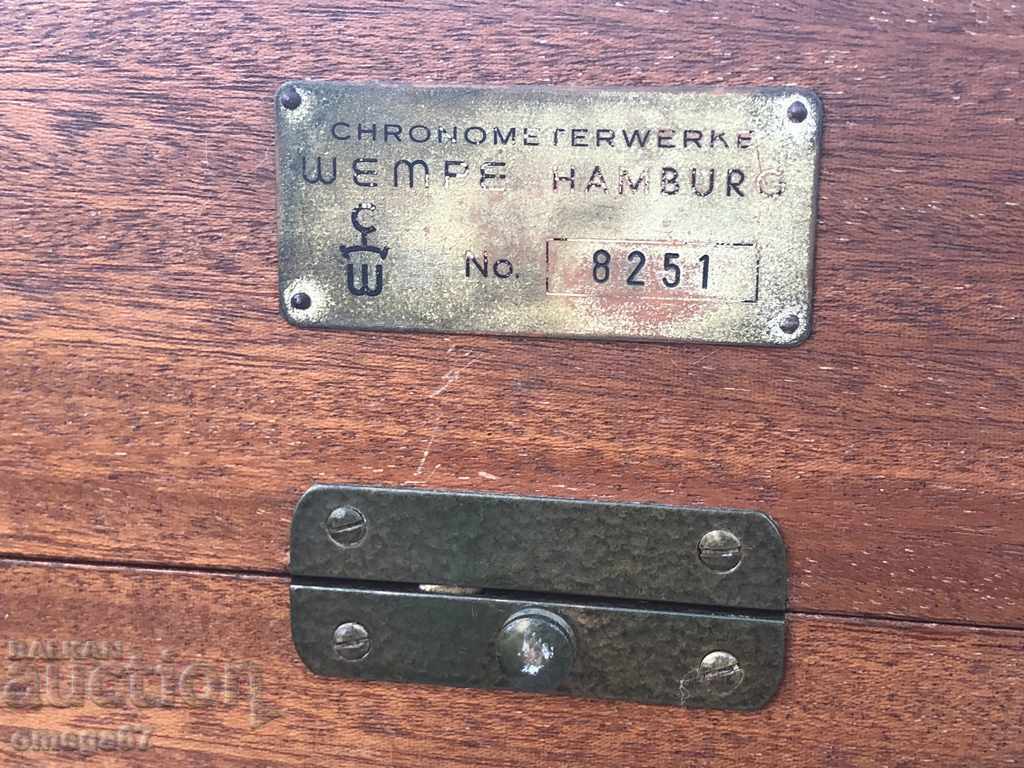 CHRONOMETERWERKE
WEMPE HAMBURG
C
W
No. 8251
BALKAN
auction
omega67